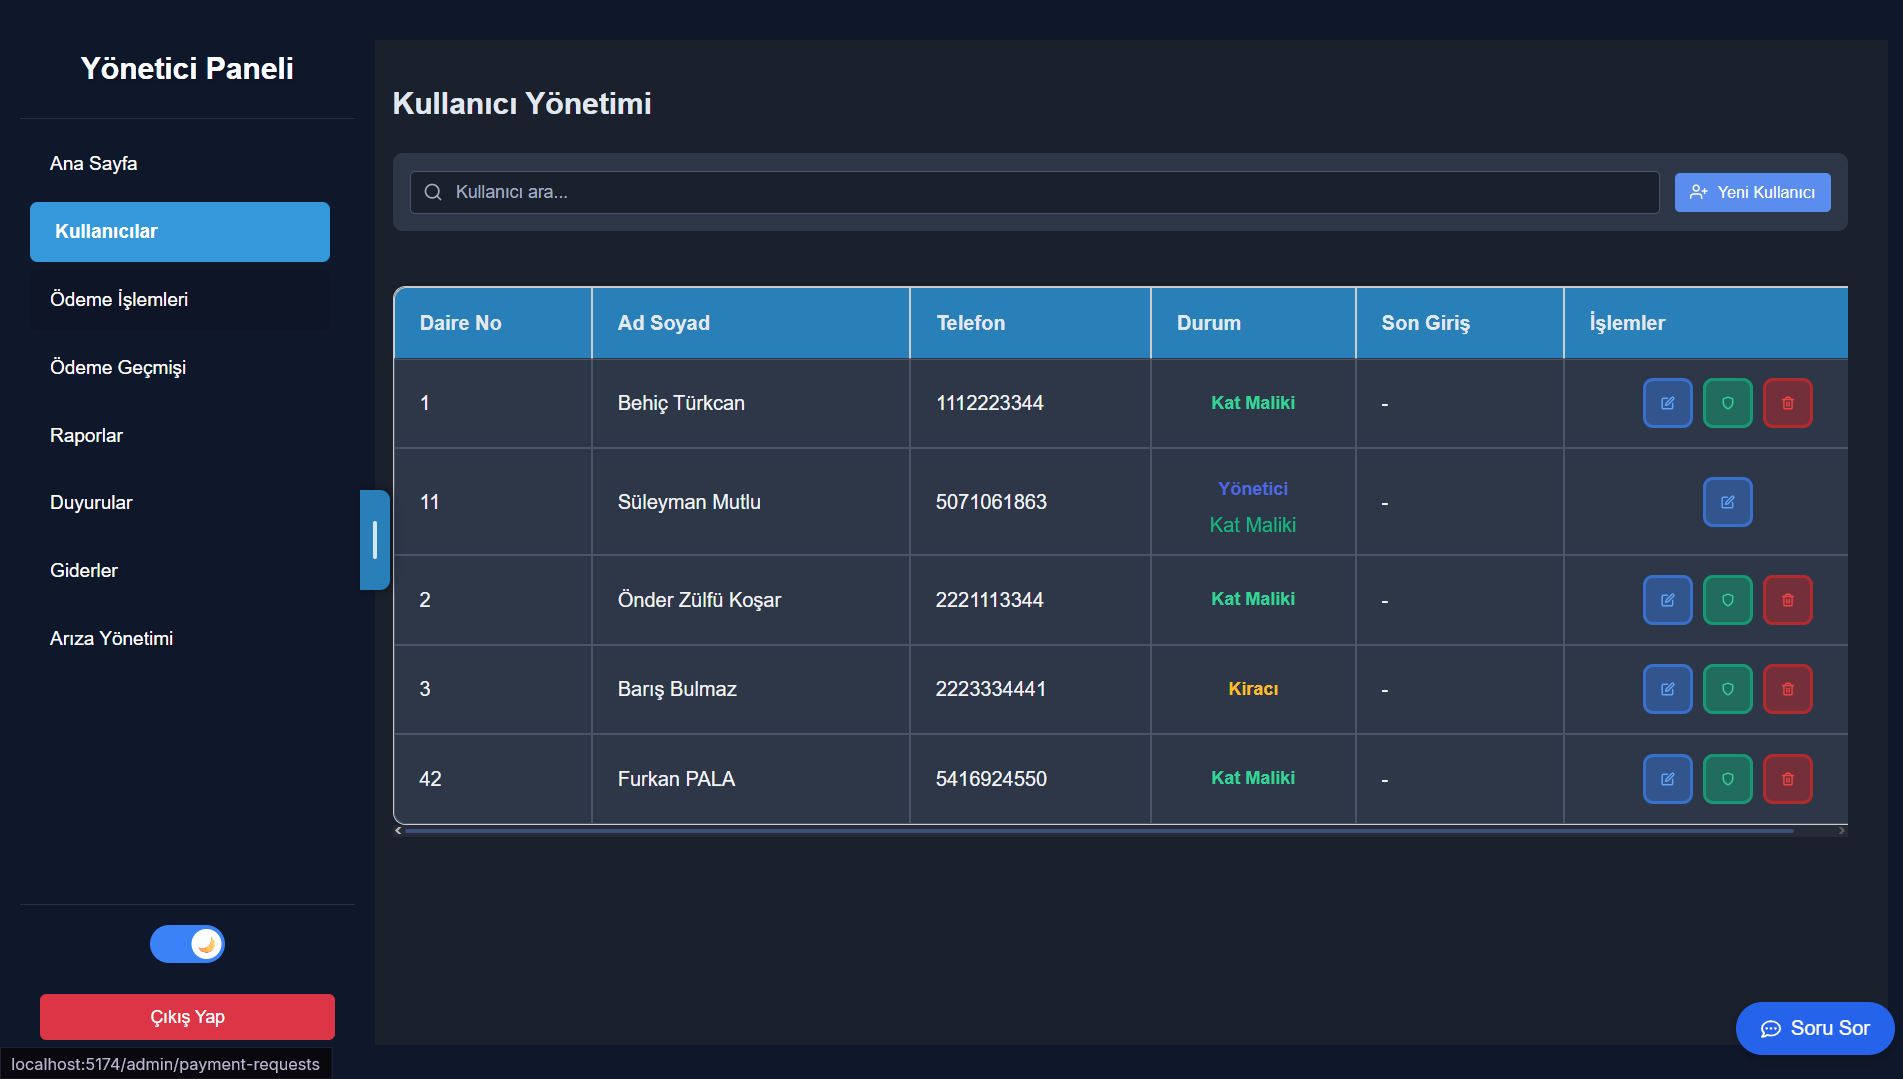 Yönetici Paneli
Ana Sayfa
Kullanıcılar
Ödeme İşlemleri
Ödeme Geçmişi
Raporlar
Duyurular
Giderler
Arıza Yönetimi
Çıkış Yap
localhost:5174/admin/payment-requests
Kullanıcı Yönetimi
Kullanıcı ara...
Yeni Kullanıcı
Daire No Ad Soyad Telefon Durum Son Giriş İşlemler
1 Behiç Türkcan 1112223344 Kat Maliki -
11 Süleyman Mutlu 5071061863 Yönetici Kat Maliki -
2 Önder Zülfü Koşar 2221113344 Kat Maliki -
3 Barış Bulmaz 2223334441 Kiracı -
42 Furkan PALA 5416924550 Kat Maliki -
Soru Sor